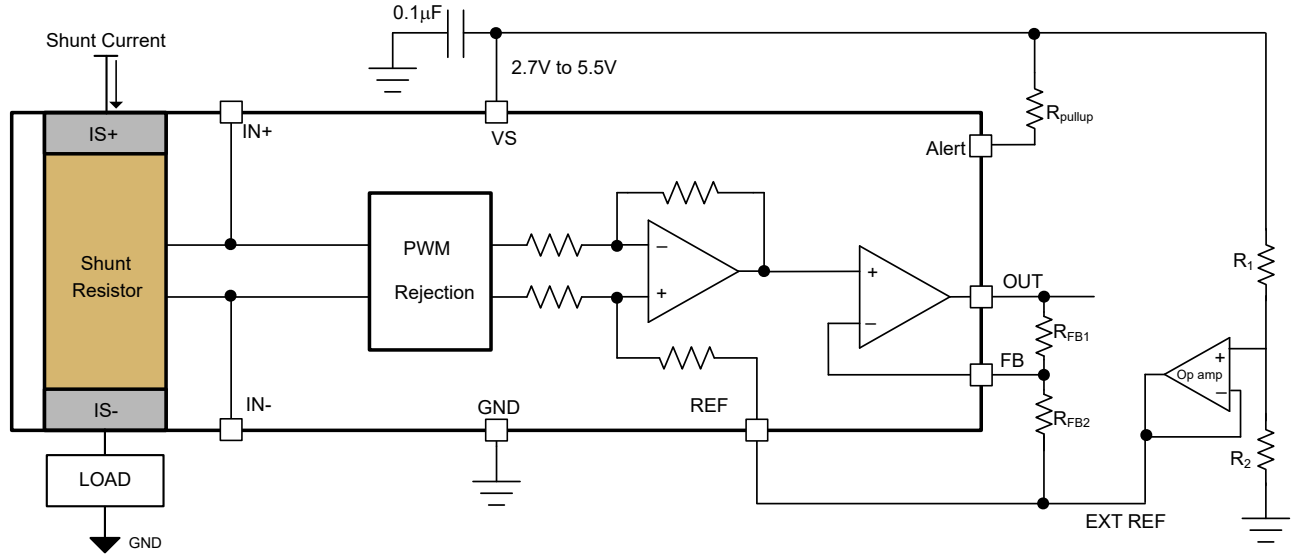 0.1μF
Shunt Current
2.7V to 5.5V
IS+
IN+
VS
Rpullup
Alert
PWM
Rejection
−
+
Shunt
Resistor
+
−
OUT
R1
RFB1
FB
+
Op amp
−
IS-
IN-
GND
REF
RFB2
R2
LOAD
EXT REF
GND